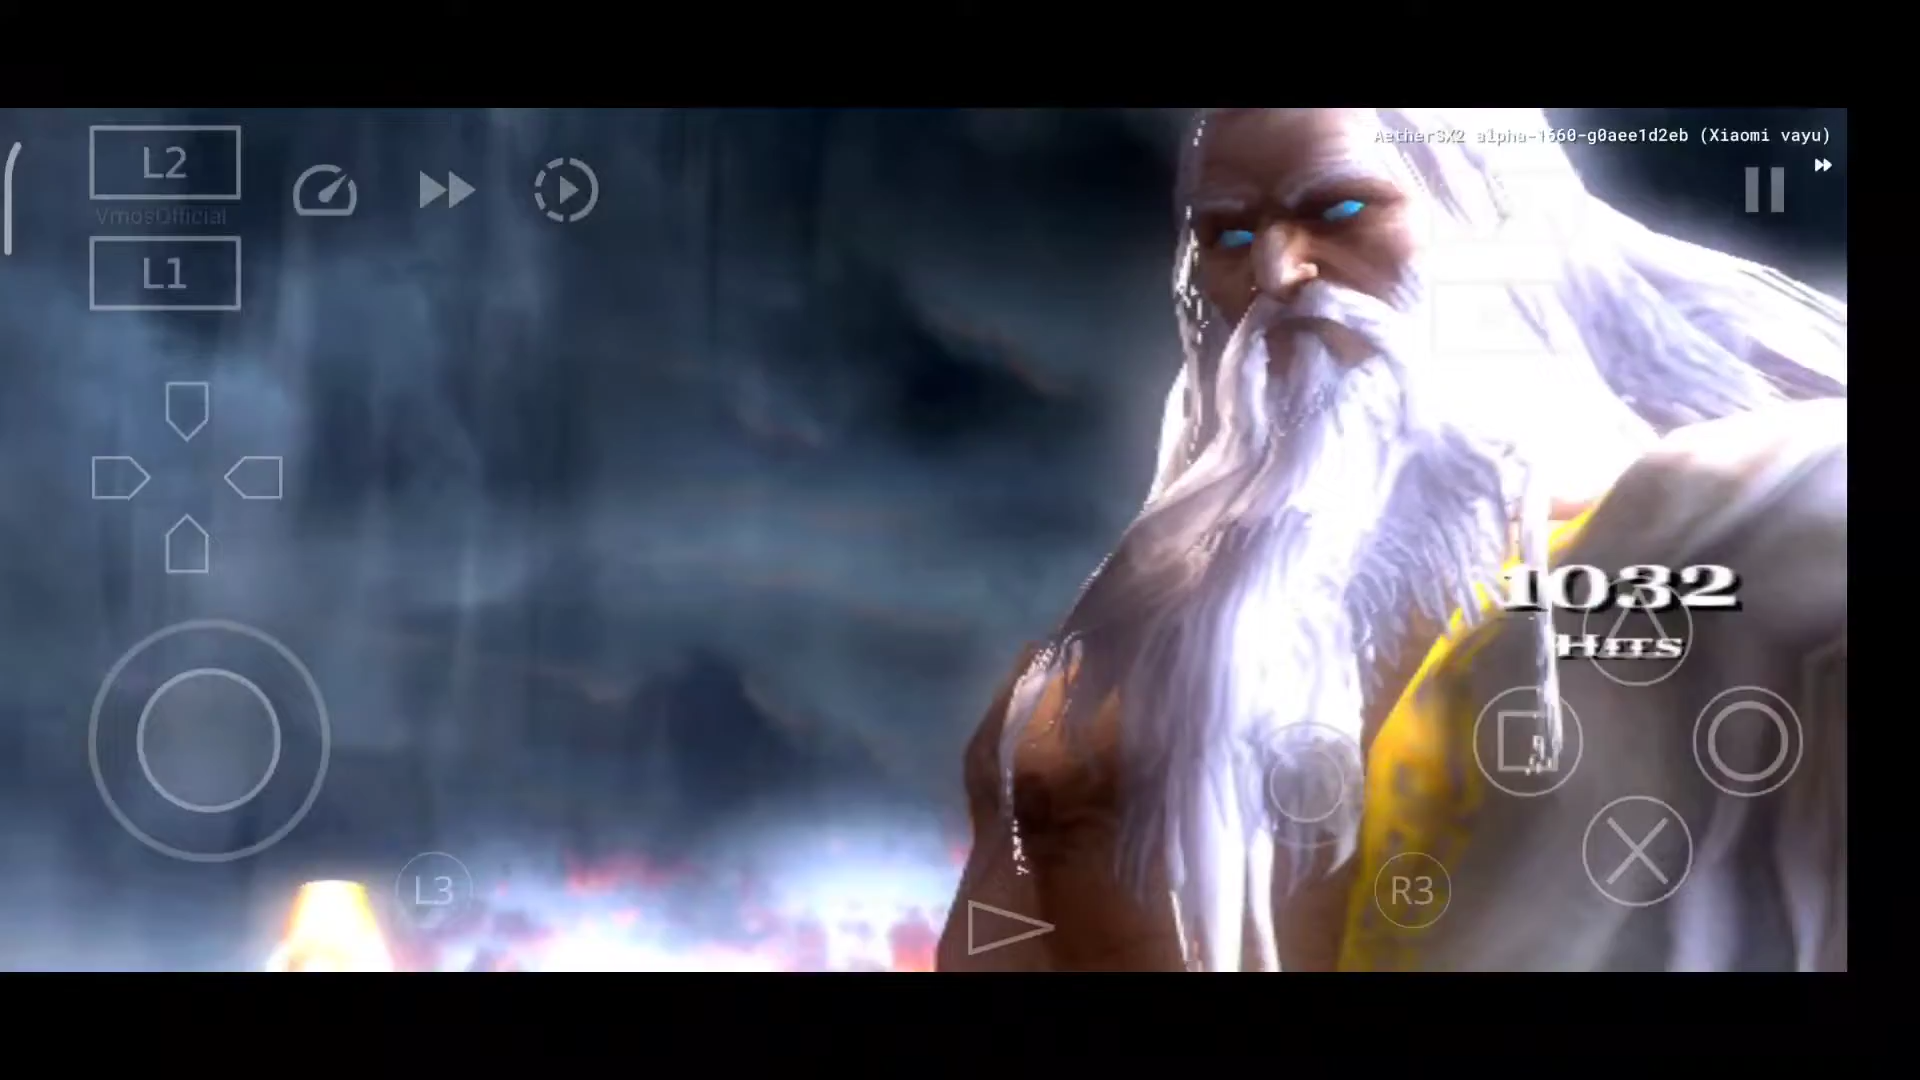 AetherSX2 alpha-1660-g0aee1d2eb (Xiaomi vayu)
L2
VmosOfficial
L1
1032
Hits
L3
R3